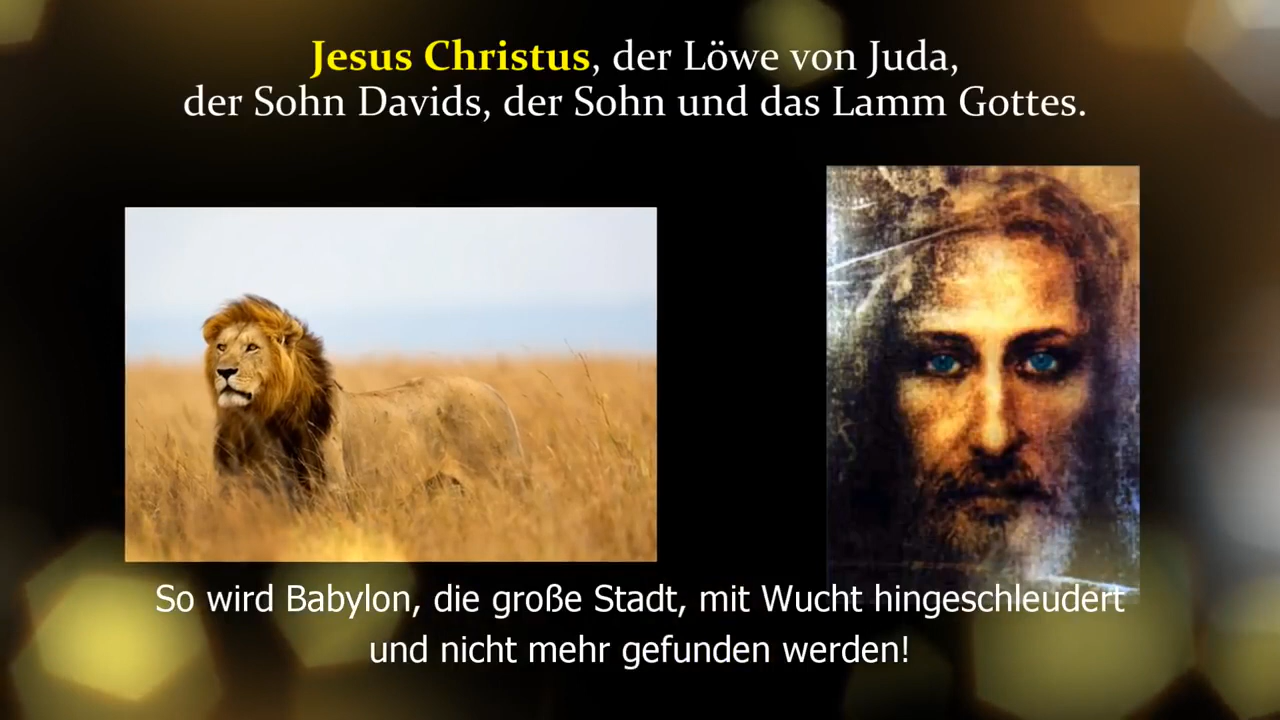 Jesus Christus, der Löwe von Juda,
der Sohn Davids, der Sohn und das Lamm Gottes.
So wird Babylon, die große Stadt, mit Wucht hingeschleudert
und nicht mehr gefunden werden!